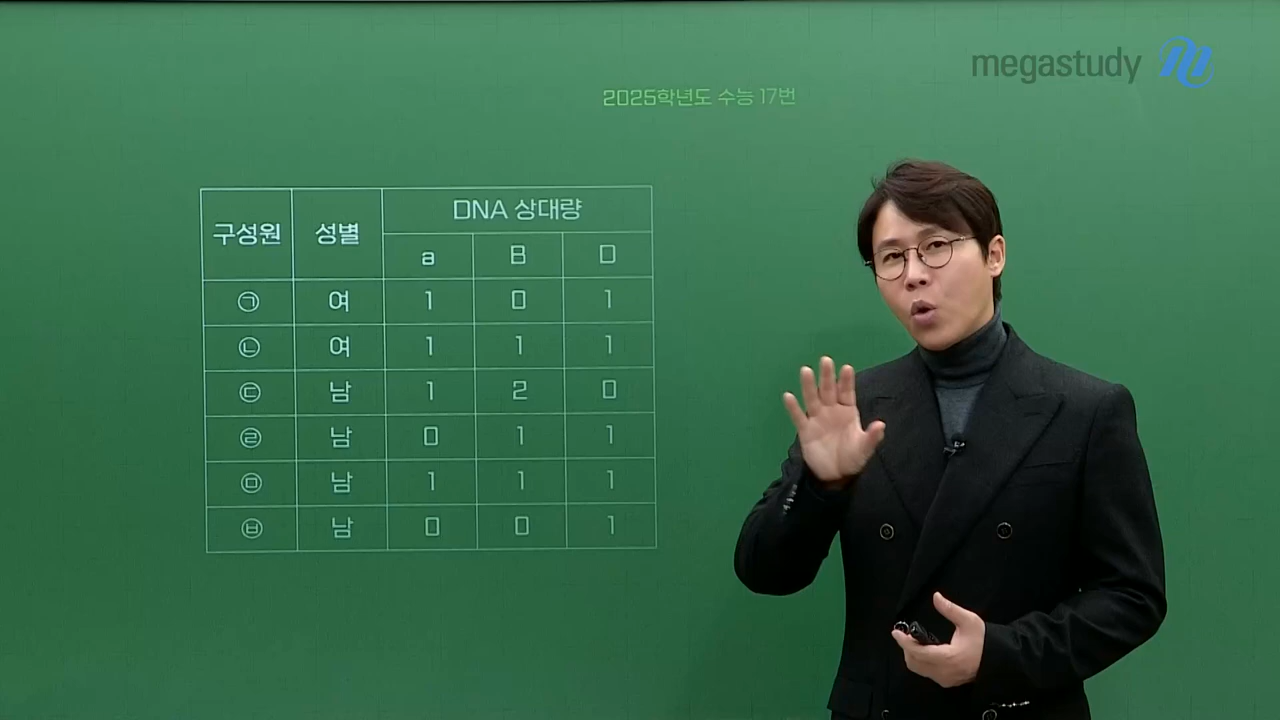 megastudy
2025학년도 수능 17번
구성원 성별 DNA 상대량
a B D
㉠ 여 1 0 1
㉡ 여 1 1 1
㉢ 남 1 2 0
㉣ 남 0 1 1
㉤ 남 1 1 1
㉥ 남 0 0 1